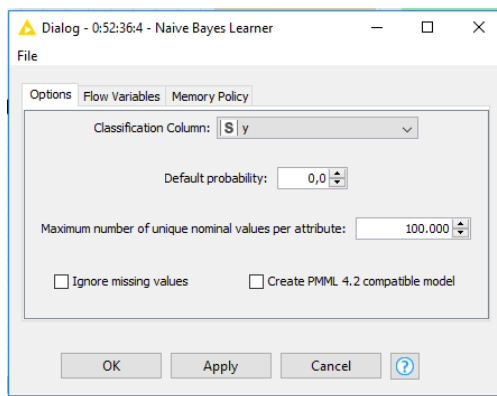 Dialog - 0:52:36:4 - Naive Bayes Learner
File
Options Flow Variables Memory Policy
Classification Column: S y
Default probability: 0,0
Maximum number of unique nominal values per attribute: 100.000
Ignore missing values Create PMML 4.2 compatible model
OK Apply Cancel ?